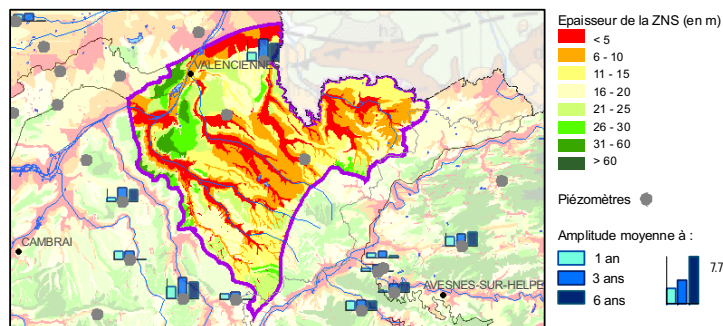 VALENCIENNES
CAMBRAI
AVESNES-SUR-HELPE
Epaisseur de la ZNS (en m)
< 5
6 - 10
11 - 15
16 - 20
21 - 25
26 - 30
31 - 60
> 60
Piézomètres
Amplitude moyenne à :
1 an
3 ans
6 ans
7.7